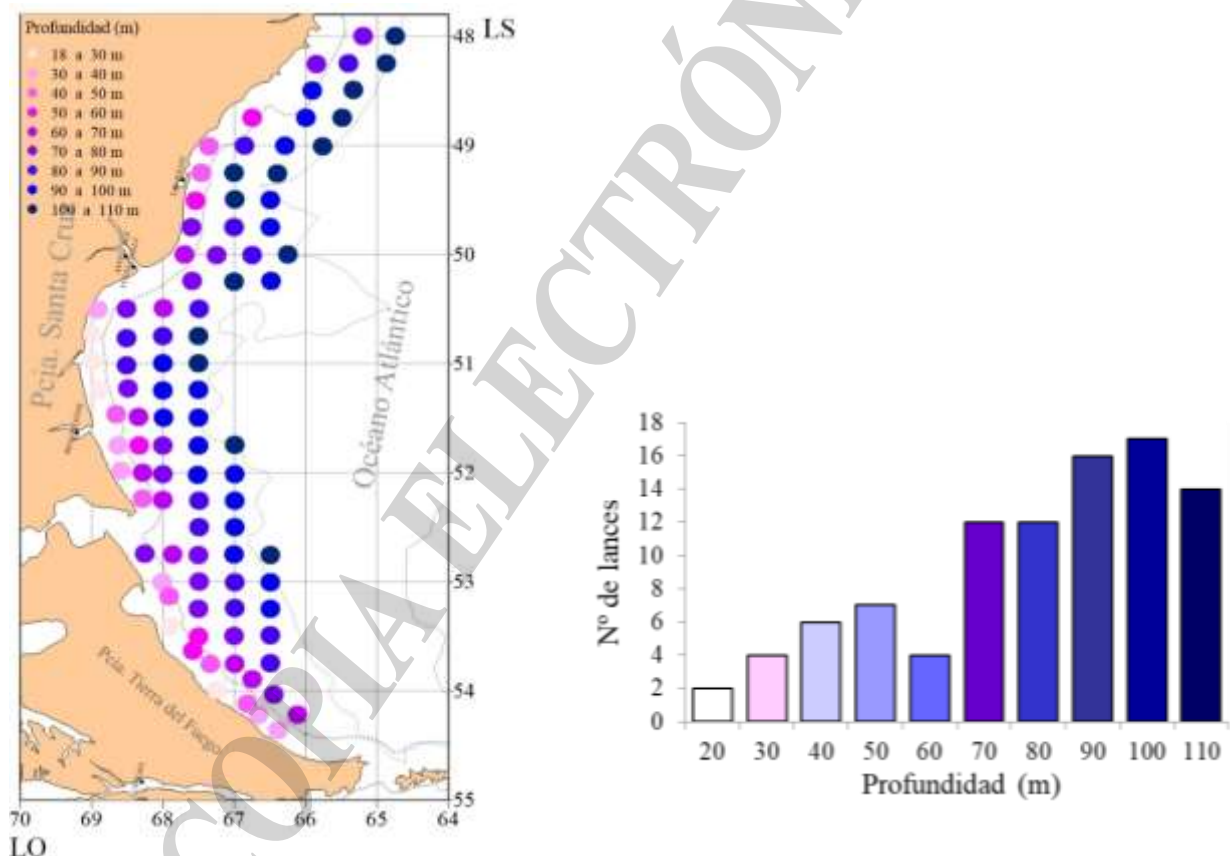 Profundidad (m)
18 a 30 m
30 a 40 m
40 a 50 m
50 a 60 m
60 a 70 m
70 a 80 m
80 a 90 m
90 a 100 m
100 a 110 m
LS
48
49
50
51
52
53
54
55
70 69 68 67 66 65 64
LO
Pcia. Santa Cruz
Océano Atlántico
Pcia. Tierra del Fuego
COPIA ELECTRÓN
Nº de lances
18
16
14
12
10
8
6
4
2
0
20 30 40 50 60 70 80 90 100 110
Profundidad (m)